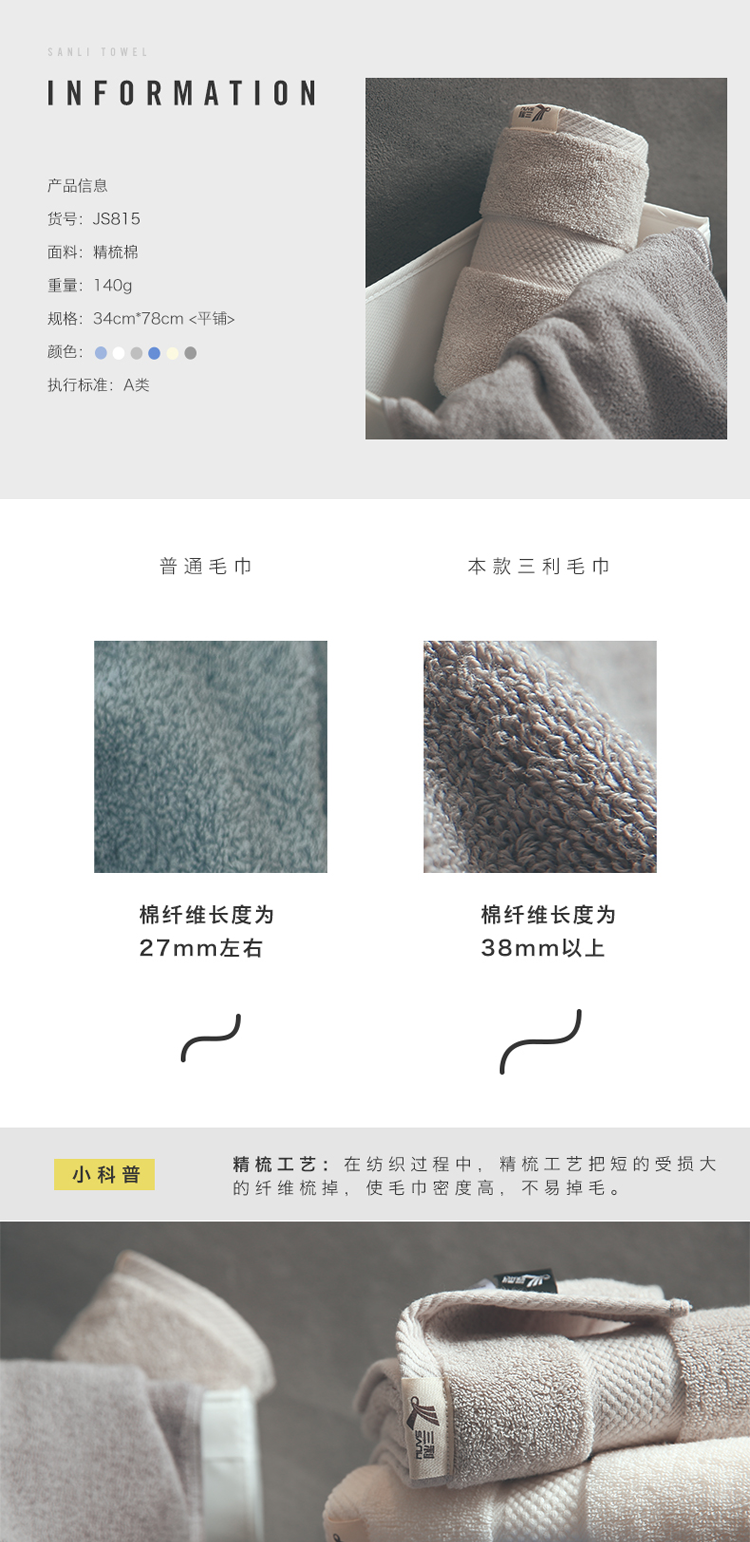 SANLI TOWEL
INFORMATION
产品信息
货号：JS815
面料：精梳棉
重量：140g
规格：34cm*78cm <平铺>
颜色：
执行标准：A类
三利
普通毛巾
本款三利毛巾
棉纤维长度为
27mm左右
棉纤维长度为
38mm以上
小科普
精梳工艺：在纺织过程中，精梳工艺把短的受损大
的纤维梳掉，使毛巾密度高，不易掉毛。
三利
SANLI